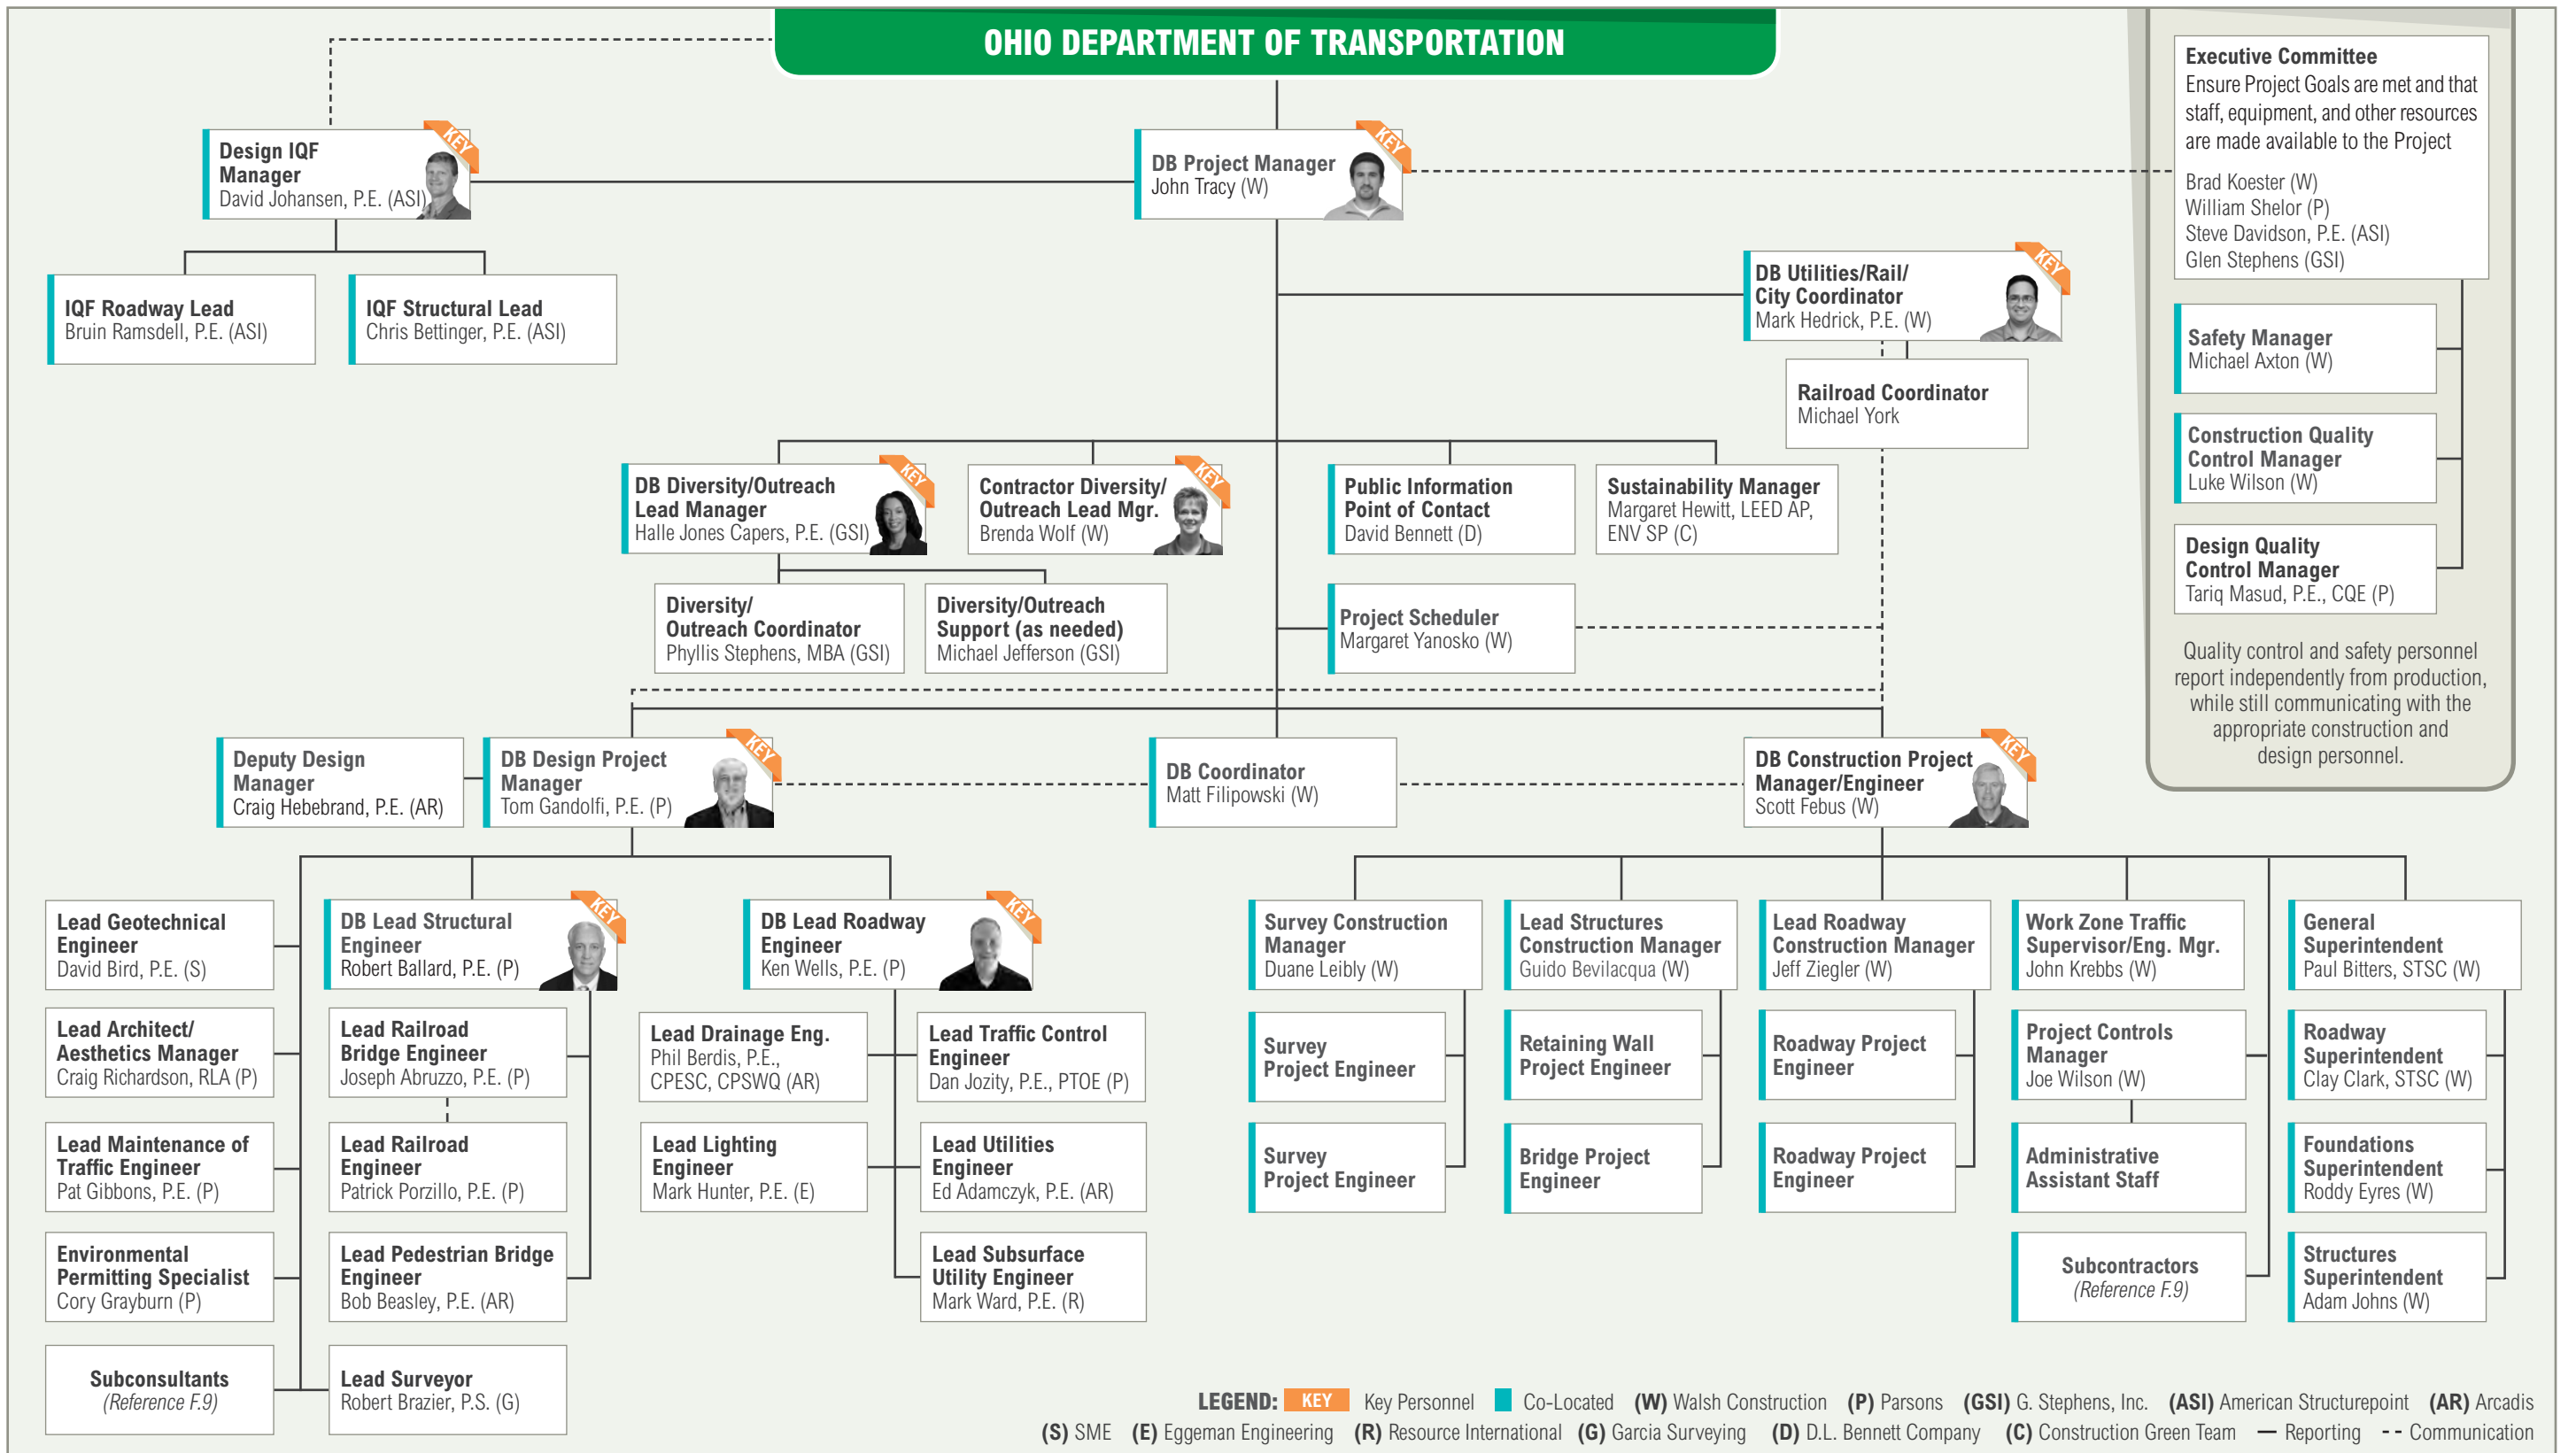 OHIO DEPARTMENT OF TRANSPORTATION
Executive Committee
Ensure Project Goals are met and that
staff, equipment, and other resources
are made available to the Project
Brad Koester (W)
William Shelor (P)
Steve Davidson, P.E. (ASI)
Glen Stephens (GSI)
Design IQF
Manager
David Johansen, P.E. (ASI)
KEY
DB Project Manager
John Tracy (W)
KEY
IQF Roadway Lead
Bruin Ramsdell, P.E. (ASI)
IQF Structural Lead
Chris Bettinger, P.E. (ASI)
DB Utilities/Rail/
City Coordinator
Mark Hedrick, P.E. (W)
KEY
Railroad Coordinator
Michael York
Safety Manager
Michael Axton (W)
Construction Quality
Control Manager
Luke Wilson (W)
Design Quality
Control Manager
Tariq Masud, P.E., CQE (P)
Quality control and safety personnel
report independently from production,
while still communicating with the
appropriate construction and
design personnel.
DB Diversity/Outreach
Lead Manager
Halle Jones Capers, P.E. (GSI)
KEY
Contractor Diversity/
Outreach Lead Mgr.
Brenda Wolf (W)
KEY
Public Information
Point of Contact
David Bennett (D)
Sustainability Manager
Margaret Hewitt, LEED AP,
ENV SP (C)
Diversity/
Outreach Coordinator
Phyllis Stephens, MBA (GSI)
Diversity/Outreach
Support (as needed)
Michael Jefferson (GSI)
Project Scheduler
Margaret Yanosko (W)
Deputy Design
Manager
Craig Hebebrand, P.E. (AR)
DB Design Project
Manager
Tom Gandolfi, P.E. (P)
KEY
DB Coordinator
Matt Filipowski (W)
DB Construction Project
Manager/Engineer
Scott Febus (W)
KEY
Lead Geotechnical
Engineer
David Bird, P.E. (S)
DB Lead Structural
Engineer
Robert Ballard, P.E. (P)
KEY
DB Lead Roadway
Engineer
Ken Wells, P.E. (P)
KEY
Survey Construction
Manager
Duane Leibly (W)
Lead Structures
Construction Manager
Guido Bevilacqua (W)
Lead Roadway
Construction Manager
Jeff Ziegler (W)
Work Zone Traffic
Supervisor/Eng. Mgr.
John Krebbs (W)
General
Superintendent
Paul Bitters, STSC (W)
Lead Architect/
Aesthetics Manager
Craig Richardson, RLA (P)
Lead Railroad
Bridge Engineer
Joseph Abruzzo, P.E. (P)
Lead Drainage Eng.
Phil Berdis, P.E.,
CPESC, CPSWQ (AR)
Lead Traffic Control
Engineer
Dan Jozity, P.E., PTOE (P)
Survey
Project Engineer
Retaining Wall
Project Engineer
Roadway Project
Engineer
Project Controls
Manager
Joe Wilson (W)
Roadway
Superintendent
Clay Clark, STSC (W)
Lead Maintenance of
Traffic Engineer
Pat Gibbons, P.E. (P)
Lead Railroad
Engineer
Patrick Porzillo, P.E. (P)
Lead Lighting
Engineer
Mark Hunter, P.E. (E)
Lead Utilities
Engineer
Ed Adamczyk, P.E. (AR)
Survey
Project Engineer
Bridge Project
Engineer
Roadway Project
Engineer
Administrative
Assistant Staff
Foundations
Superintendent
Roddy Eyres (W)
Environmental
Permitting Specialist
Cory Grayburn (P)
Lead Pedestrian Bridge
Engineer
Bob Beasley, P.E. (AR)
Lead Subsurface
Utility Engineer
Mark Ward, P.E. (R)
Subcontractors
(Reference F.9)
Structures
Superintendent
Adam Johns (W)
Subconsultants
(Reference F.9)
Lead Surveyor
Robert Brazier, P.S. (G)
LEGEND: KEY Key Personnel Co-Located (W) Walsh Construction (P) Parsons (GSI) G. Stephens, Inc. (ASI) American Structurepoint (AR) Arcadis
(S) SME (E) Eggeman Engineering (R) Resource International (G) Garcia Surveying (D) D.L. Bennett Company (C) Construction Green Team — Reporting -- Communication